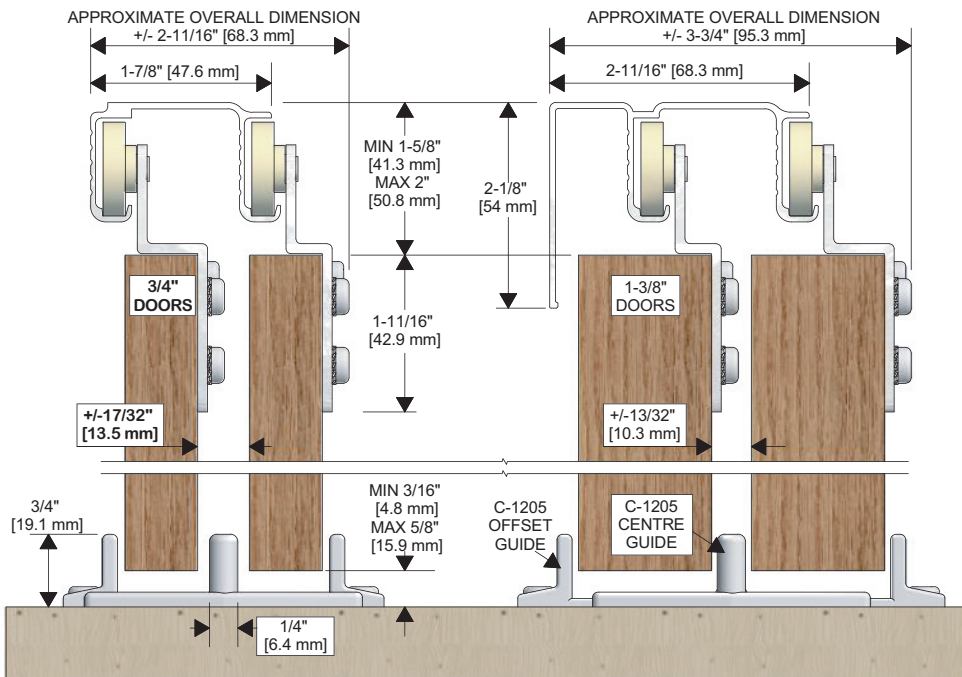 APPROXIMATE OVERALL DIMENSION
+/- 2-11/16" [68.3 mm]
1-7/8" [47.6 mm]
APPROXIMATE OVERALL DIMENSION
+/- 3-3/4" [95.3 mm]
2-11/16" [68.3 mm]
MIN 1-5/8"
[41.3 mm]
MAX 2"
[50.8 mm]
2-1/8"
[54 mm]
3/4"
DOORS
1-3/8"
DOORS
1-11/16"
[42.9 mm]
+/-17/32"
[13.5 mm]
+/-13/32"
[10.3 mm]
3/4"
[19.1 mm]
MIN 3/16"
[4.8 mm]
MAX 5/8"
[15.9 mm]
C-1205
OFFSET
GUIDE
C-1205
CENTRE
GUIDE
1/4"
[6.4 mm]